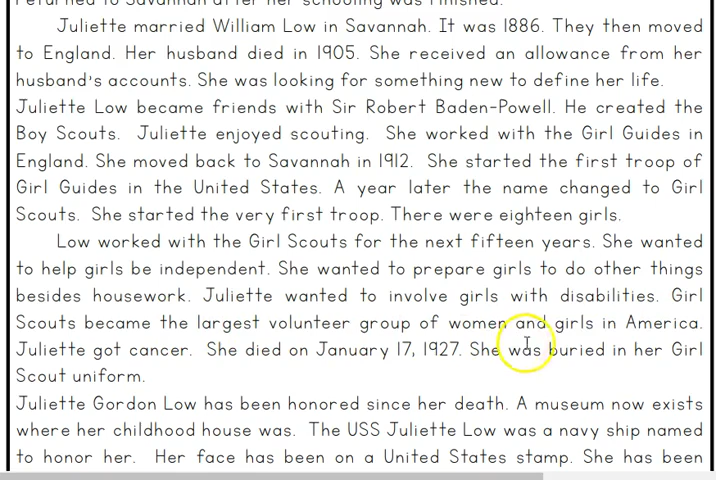 returned to Savannah after her schooling was finished.
Juliette married William Low in Savannah. It was 1886. They then moved
to England. Her husband died in 1905. She received an allowance from her
husband's accounts. She was looking for something new to define her life.
Juliette Low became friends with Sir Robert Baden-Powell. He created the
Boy Scouts. Juliette enjoyed scouting. She worked with the Girl Guides in
England. She moved back to Savannah in 1912. She started the first troop of
Girl Guides in the United States. A year later the name changed to Girl
Scouts. She started the very first troop. There were eighteen girls.
Low worked with the Girl Scouts for the next fifteen years. She wanted
to help girls be independent. She wanted to prepare girls to do other things
besides housework. Juliette wanted to involve girls with disabilities. Girl
Scouts became the largest volunteer group of women and girls in America.
Juliette got cancer. She died on January 17, 1927. She was buried in her Girl
Scout uniform.
Juliette Gordon Low has been honored since her death. A museum now exists
where her childhood house was. The USS Juliette Low was a navy ship named
to honor her. Her face has been on a United States stamp. She has been